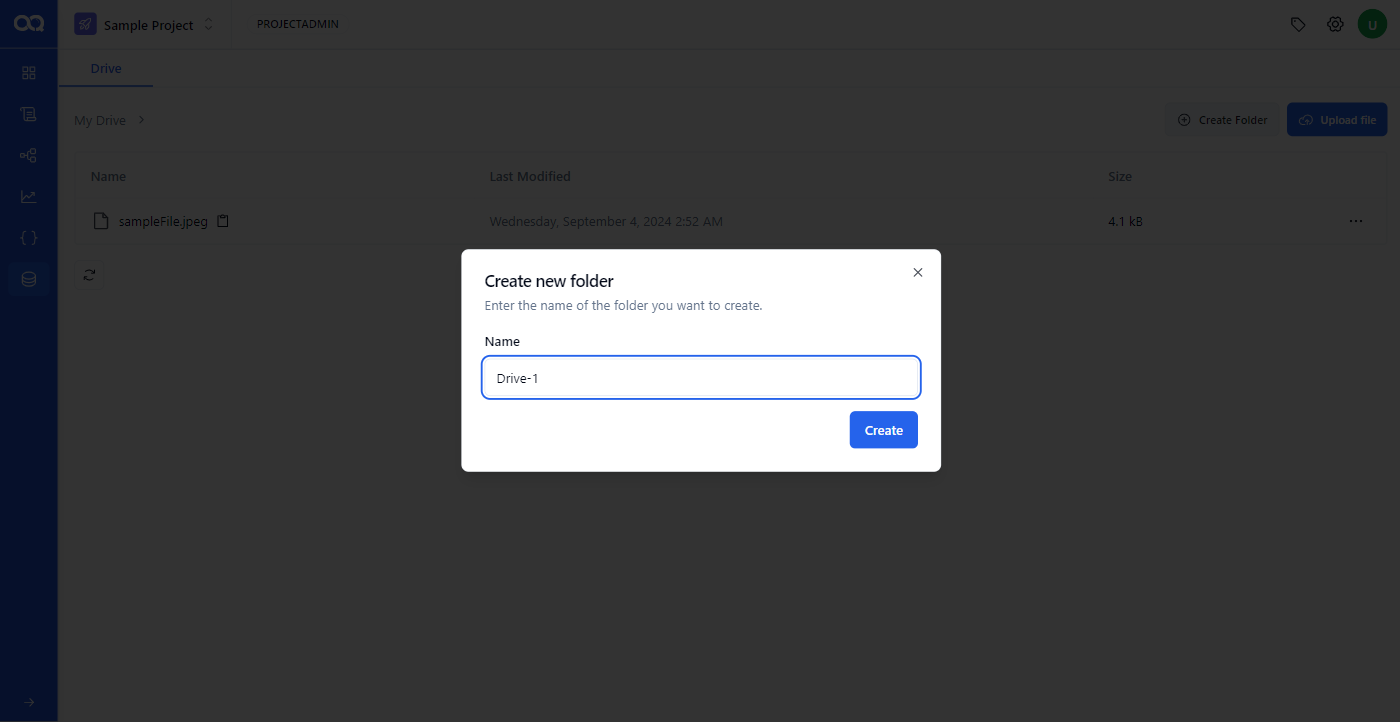 Sample Project
PROJECTADMIN
U
Drive
My Drive
Create Folder
Upload file
Name Last Modified Size
sampleFile.jpeg Wednesday, September 4, 2024 2:52 AM 4.1 kB
Create new folder
Enter the name of the folder you want to create.
Name
Drive-1
Create